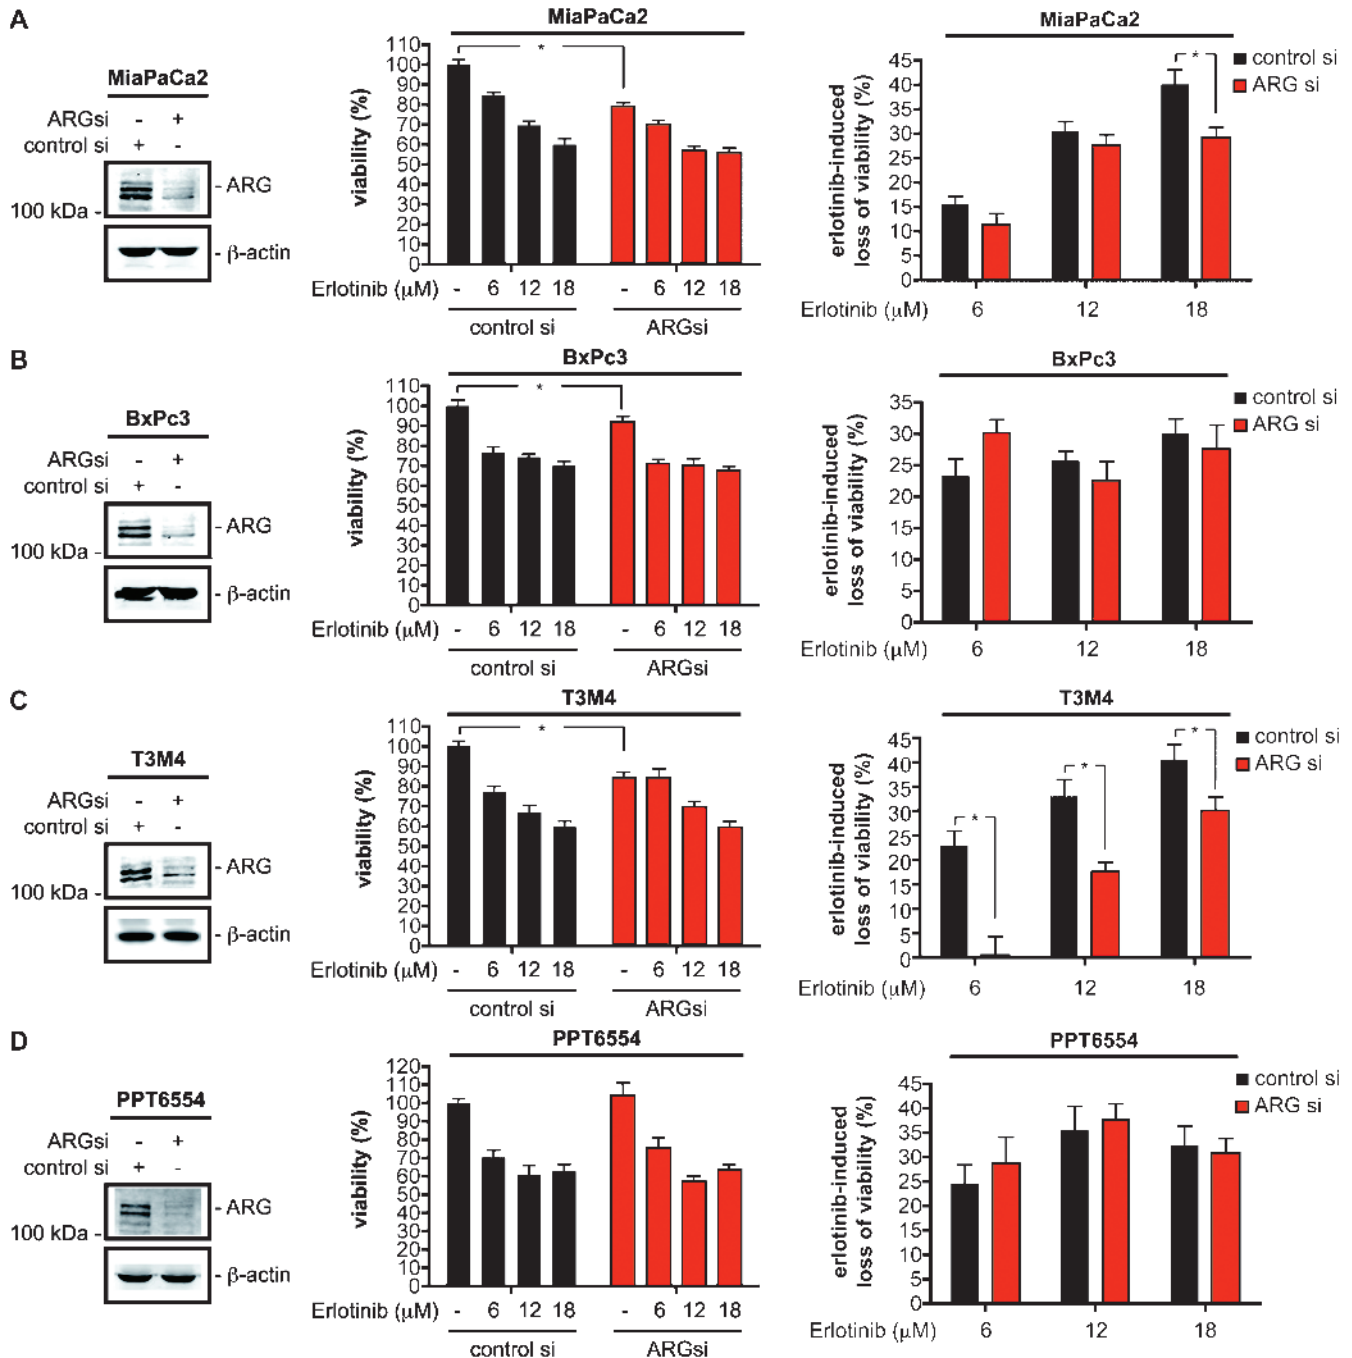 A
MiaPaCa2
ARGsi - +
control si + -
- ARG
100 kDa -
- β-actin
MiaPaCa2
viability (%)
110
100
90
80
70
60
50
40
30
20
10
0
*
Erlotinib (μM) - 6 12 18 - 6 12 18
control si ARGsi
MiaPaCa2
erlotinib-induced
loss of viability (%)
45
40
35
30
25
20
15
10
5
0
*
control si
ARG si
Erlotinib (μM) 6 12 18
B
BxPc3
ARGsi - +
control si + -
- ARG
100 kDa -
- β-actin
BxPc3
viability (%)
110
100
90
80
70
60
50
40
30
20
10
0
*
Erlotinib (μM) - 6 12 18 - 6 12 18
control si ARGsi
BxPc3
erlotinib-induced
loss of viability (%)
35
30
25
20
15
10
5
0
control si
ARG si
Erlotinib (μM) 6 12 18
C
T3M4
ARGsi - +
control si + -
- ARG
100 kDa -
- β-actin
T3M4
viability (%)
110
100
90
80
70
60
50
40
30
20
10
0
*
Erlotinib (μM) - 6 12 18 - 6 12 18
control si ARGsi
T3M4
erlotinib-induced
loss of viability (%)
45
40
35
30
25
20
15
10
5
0
* * *
control si
ARG si
Erlotinib (μM) 6 12 18
D
PPT6554
ARGsi - +
control si + -
- ARG
100 kDa -
- β-actin
PPT6554
viability (%)
120
110
100
90
80
70
60
50
40
30
20
10
0
Erlotinib (μM) - 6 12 18 - 6 12 18
control si ARGsi
PPT6554
erlotinib-induced
loss of viability (%)
45
40
35
30
25
20
15
10
5
0
control si
ARG si
Erlotinib (μM) 6 12 18